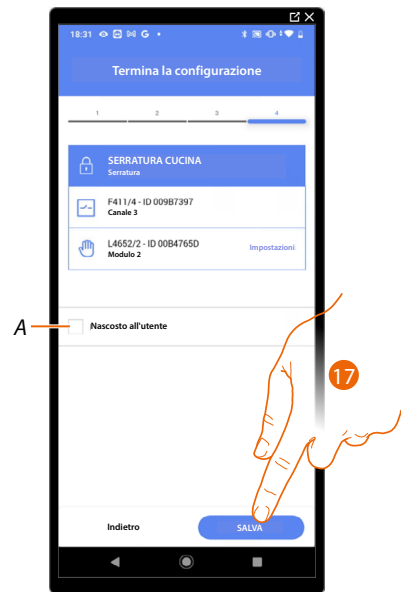 18:31
Termina la configurazione
1 2 3 4
SERRATURA CUCINA
Serratura
F411/4 - ID 009B7397
Canale 3
L4652/2 - ID 00B4765D
Modulo 2
Impostazioni
A
Nascosto all'utente
17
Indietro
SALVA